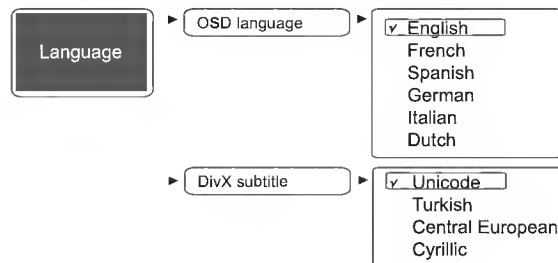 Language
OSD language
English
French
Spanish
German
Italian
Dutch
DivX subtitle
Unicode
Turkish
Central European
Cyrillic